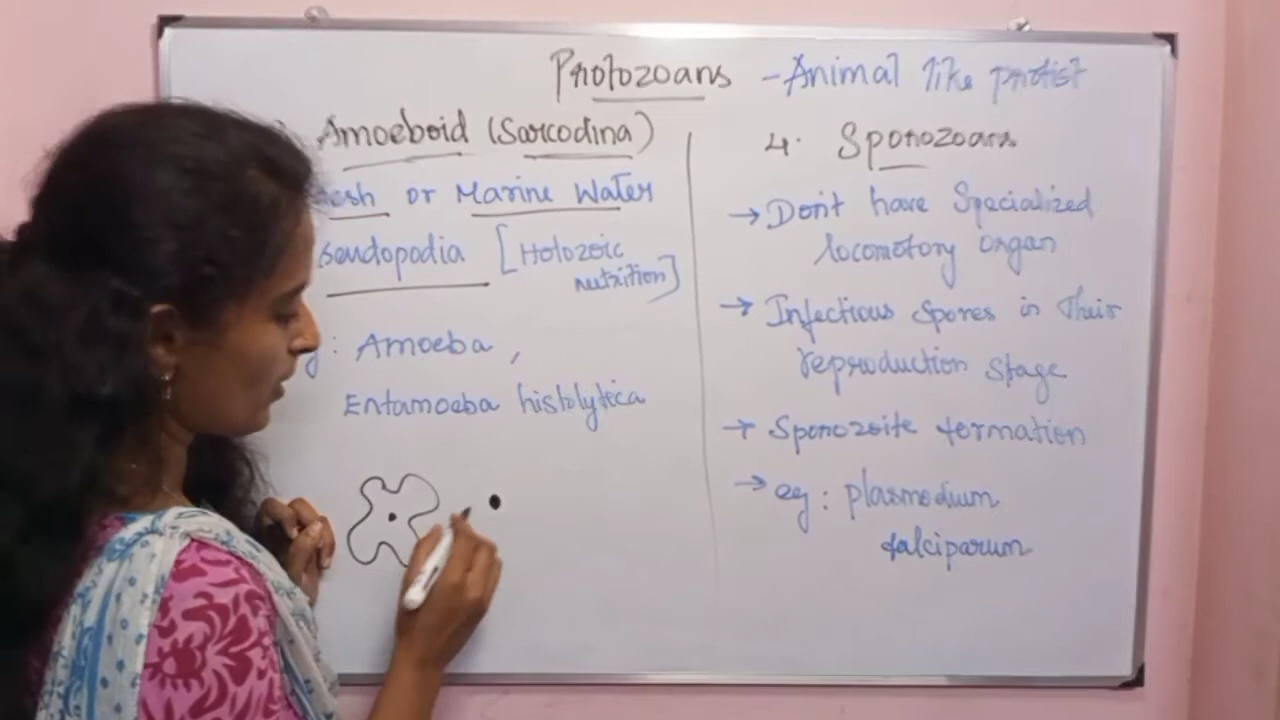 Protozoans - Animal like protist
Amoeboid (Sarcodina)
esh or Marine Water
seudopodia [Holozoic
nutrition]
g : Amoeba ,
Entamoeba histolytica
4. Sporozoans
→ Don't have Specialized
locomotory organ
→ Infectious Spores in Their
reproduction Stage
→ Sporozoite formation
→ eg : plasmodium
falciparum